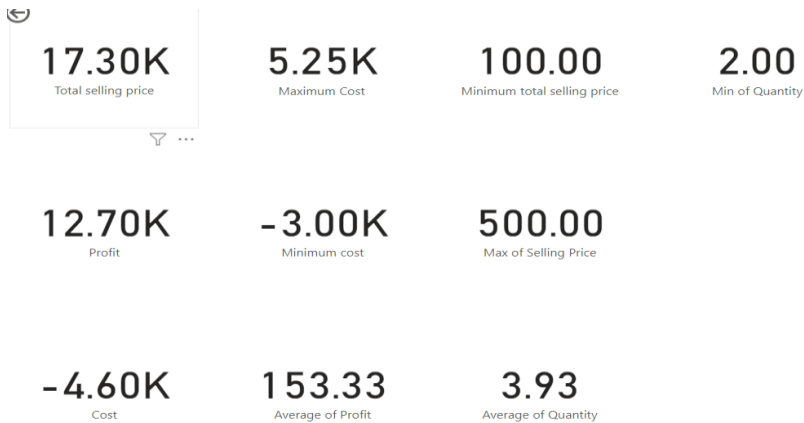 17.30K
Total selling price
5.25K
Maximum Cost
100.00
Minimum total selling price
2.00
Min of Quantity
12.70K
Profit
-3.00K
Minimum cost
500.00
Max of Selling Price
-4.60K
Cost
153.33
Average of Profit
3.93
Average of Quantity